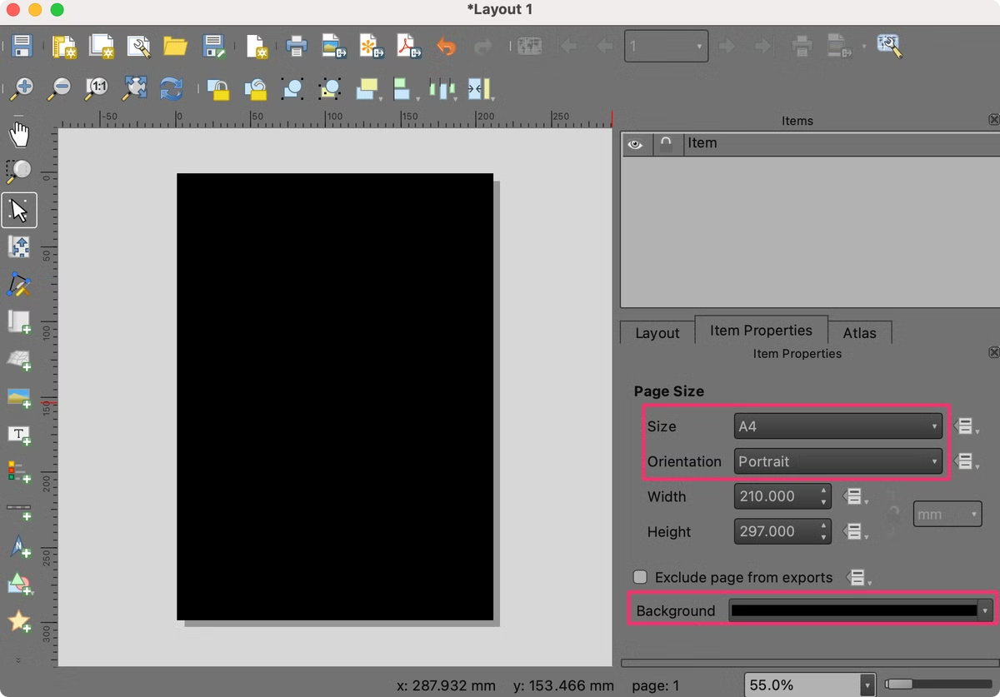 *Layout 1
1
1:1
-50 0 50 100 150 200 250
0
50
100
150
200
250
300
T
N
Items
Item
Layout Item Properties Atlas
Item Properties
Page Size
Size A4
Orientation Portrait
Width 210.000
mm
Height 297.000
Exclude page from exports
Background
x: 287.932 mm y: 153.466 mm page: 1 55.0%